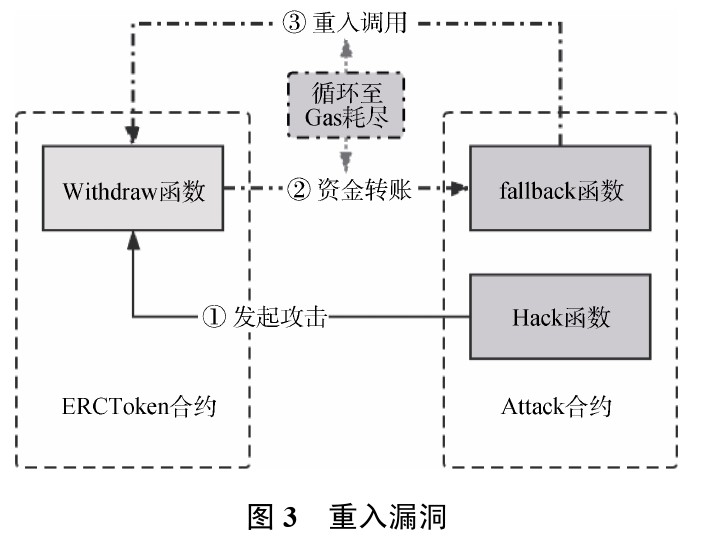 ③ 重入调用
循环至
Gas耗尽
Withdraw函数
② 资金转账
fallback函数
① 发起攻击
Hack函数
ERCToken合约
Attack合约
图 3 重入漏洞